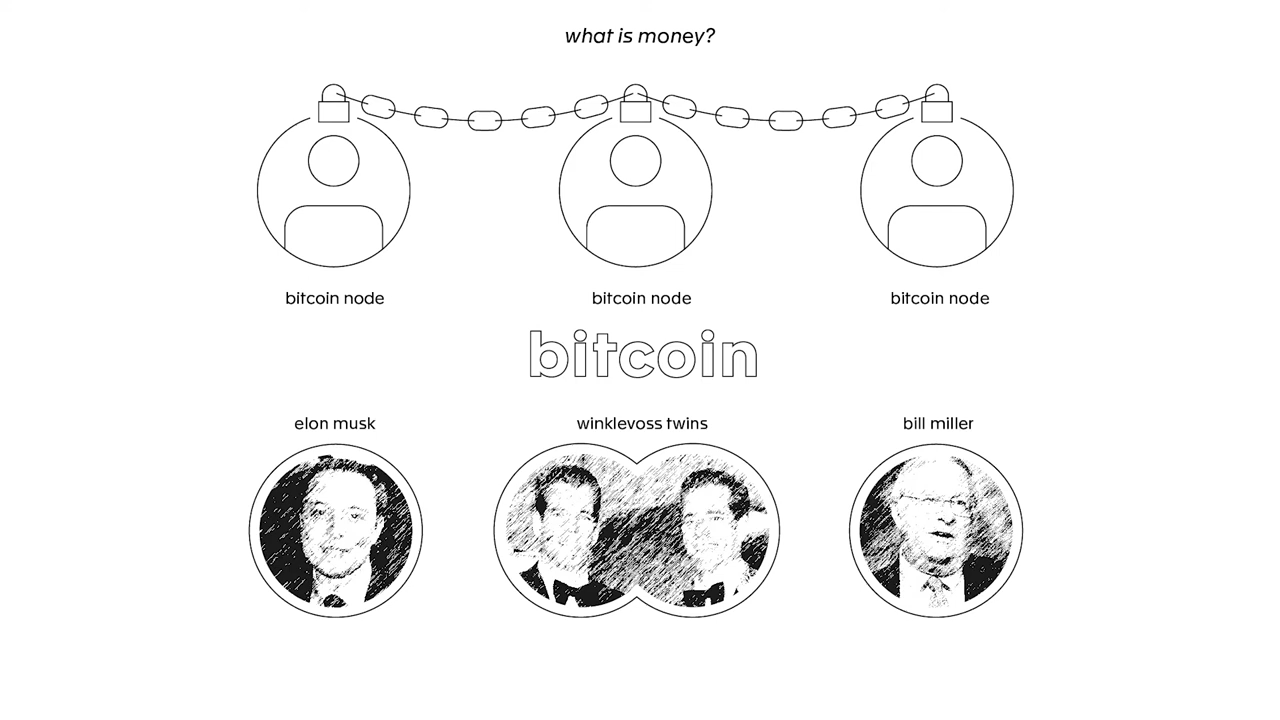 what is money?
bitcoin node
bitcoin node
bitcoin node
bitcoin
elon musk
winklevoss twins
bill miller